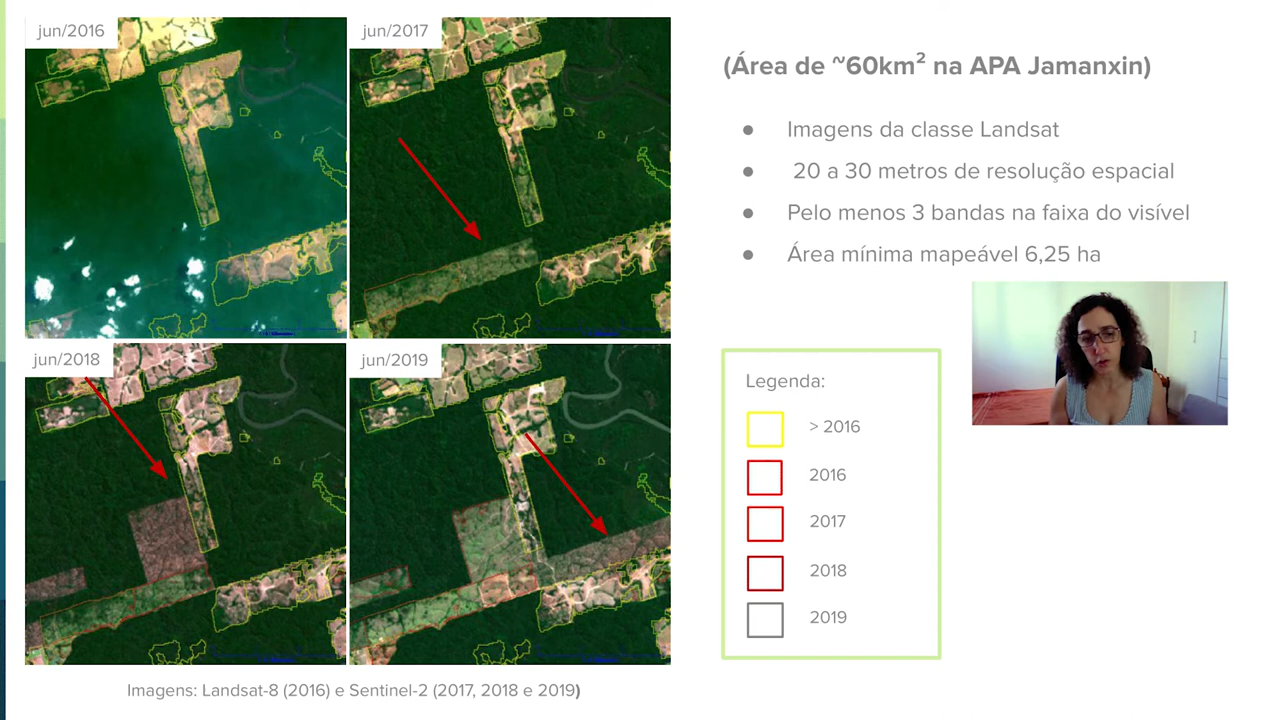 jun/2016
jun/2017
jun/2018
jun/2019
Imagens: Landsat-8 (2016) e Sentinel-2 (2017, 2018 e 2019)
(Área de ~60km² na APA Jamanxin)
● Imagens da classe Landsat
● 20 a 30 metros de resolução espacial
● Pelo menos 3 bandas na faixa do visível
● Área mínima mapeável 6,25 ha
Legenda:
> 2016
2016
2017
2018
2019